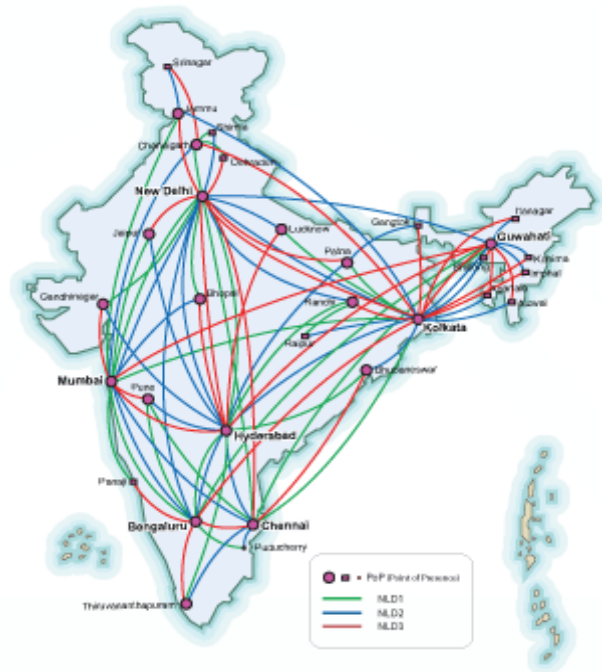 Srinagar
Jammu
Shimla
Chandigarh
Dehradun
New Delhi
Itanagar
Gangtok
Jaipur
Lucknow
Guwahati
Patna
Kohima
Imphal
Gandhinagar
Bhopal
Ranchi
Aizwal
Kolkata
Raipur
Bhubaneswar
Mumbai
Pune
Hyderabad
Panaji
Bengaluru
Chennai
Puducherry
PoP (Point of Presence)
NLD1
NLD2
NLD3
Thiruvananthapuram